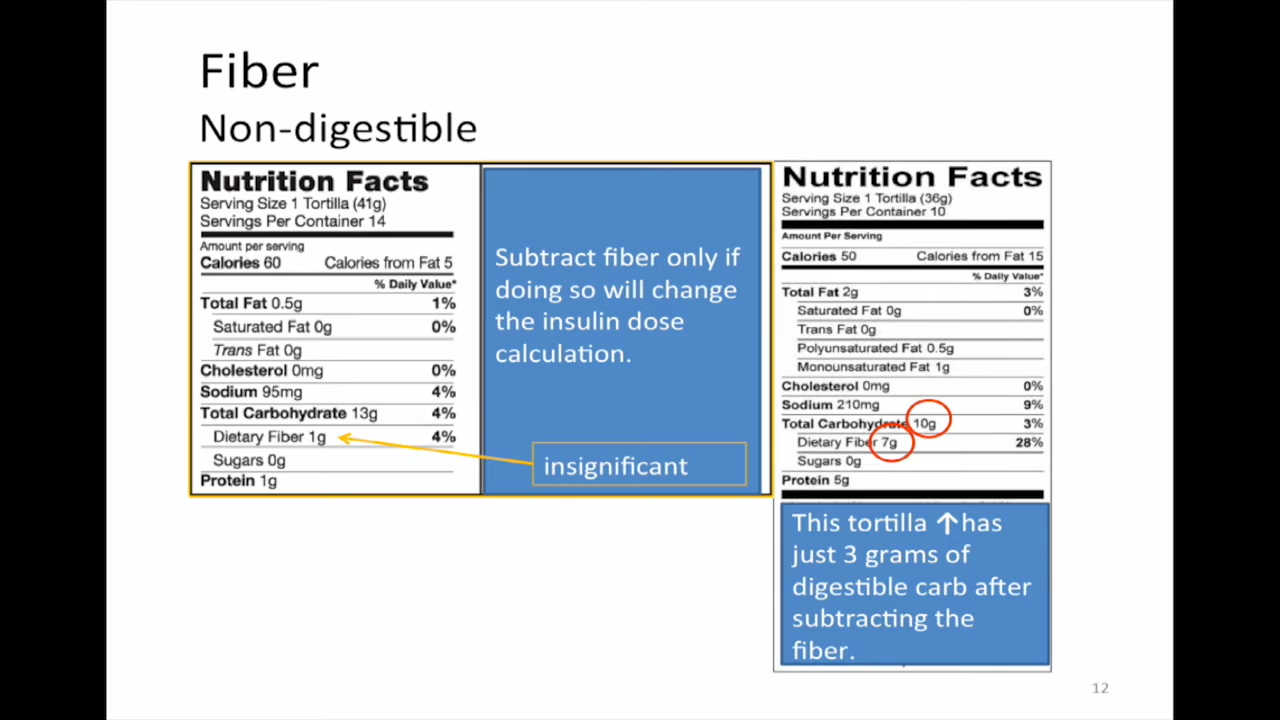 Fiber
Non-digestible
Nutrition Facts
Serving Size 1 Tortilla (41g)
Servings Per Container 14
Amount per serving
Calories 60 Calories from Fat 5
% Daily Value*
Total Fat 0.5g 1%
Saturated Fat 0g 0%
Trans Fat 0g
Cholesterol 0mg 0%
Sodium 95mg 4%
Total Carbohydrate 13g 4%
Dietary Fiber 1g 4%
Sugars 0g
Protein 1g
Subtract fiber only if
doing so will change
the insulin dose
calculation.
insignificant
Nutrition Facts
Serving Size 1 Tortilla (36g)
Servings Per Container 10
Amount Per Serving
Calories 50 Calories from Fat 15
% Daily Value*
Total Fat 2g 3%
Saturated Fat 0g 0%
Trans Fat 0g
Polyunsaturated Fat 0.5g
Monounsaturated Fat 1g
Cholesterol 0mg 0%
Sodium 210mg 9%
Total Carbohydrate 10g 3%
Dietary Fiber 7g 28%
Sugars 0g
Protein 5g
This tortilla ↑has
just 3 grams of
digestible carb after
subtracting the
fiber.
12